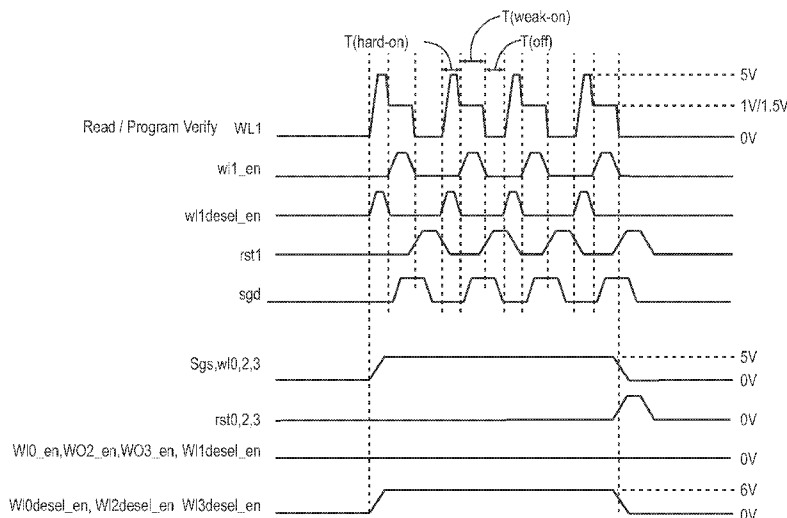 T(weak-on)
T(hard-on)
T(off)
5V
1V/1.5V
Read / Program Verify WL1
0V
wl1_en
wl1desel_en
rst1
sgd
Sgs,wl0,2,3
5V
0V
rst0,2,3
0V
Wl0_en,WO2_en,WO3_en, Wl1desel_en
0V
6V
Wl0desel_en, Wl2desel_en Wl3desel_en
0V